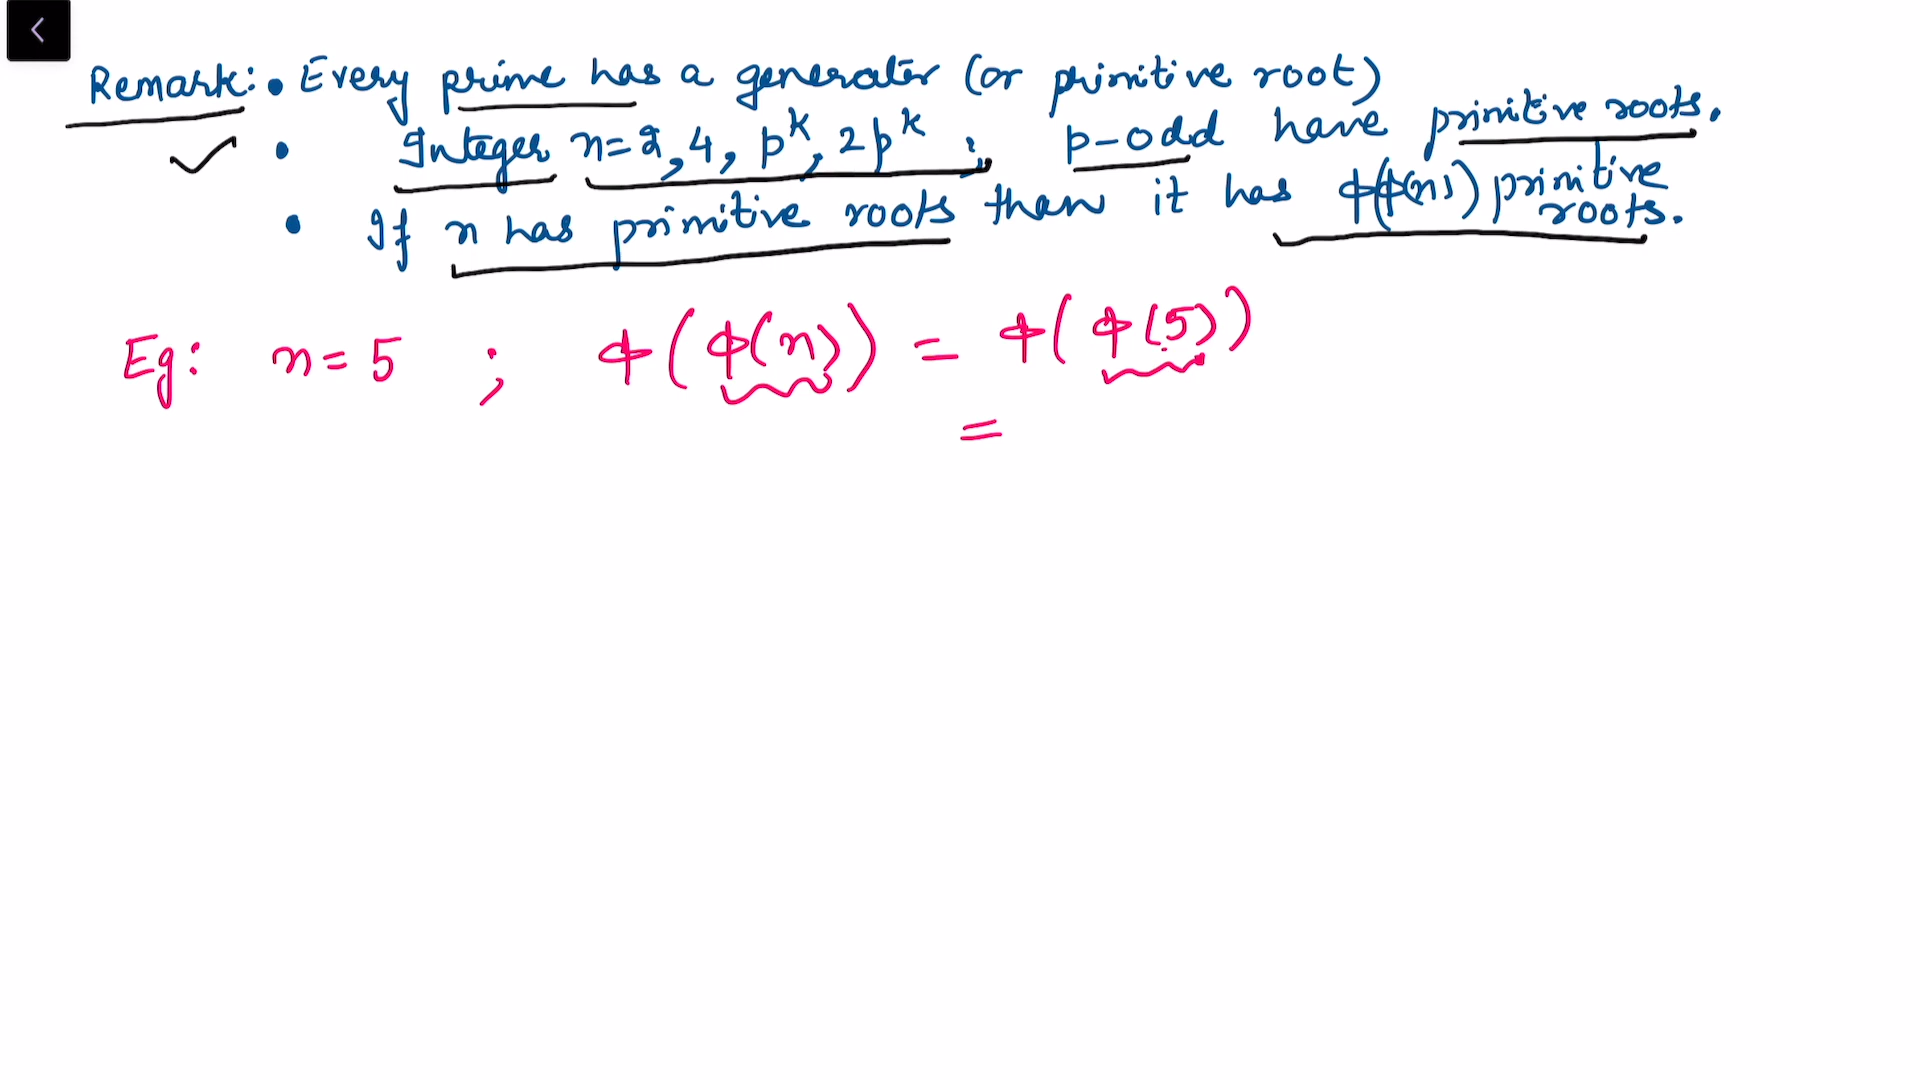 Remark: • Every prime has a generator (or primitive root)
• Integer n=2, 4, p^k, 2p^k ; p-odd have primitive roots.
• If n has primitive roots than it has ϕ(ϕ(n)) primitive roots.
Eg: n=5 ; ϕ(ϕ(n)) = ϕ(ϕ(5))
=